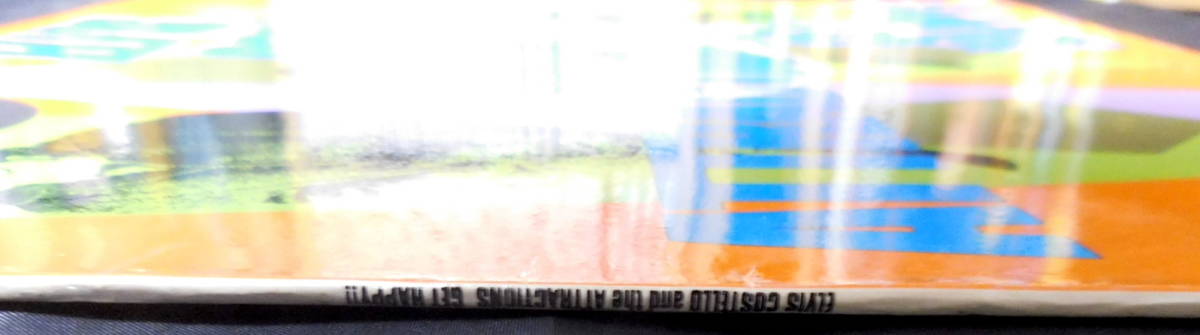 ELVIS COSTELLO and the ATTRACTIONS GET HAPPY!!